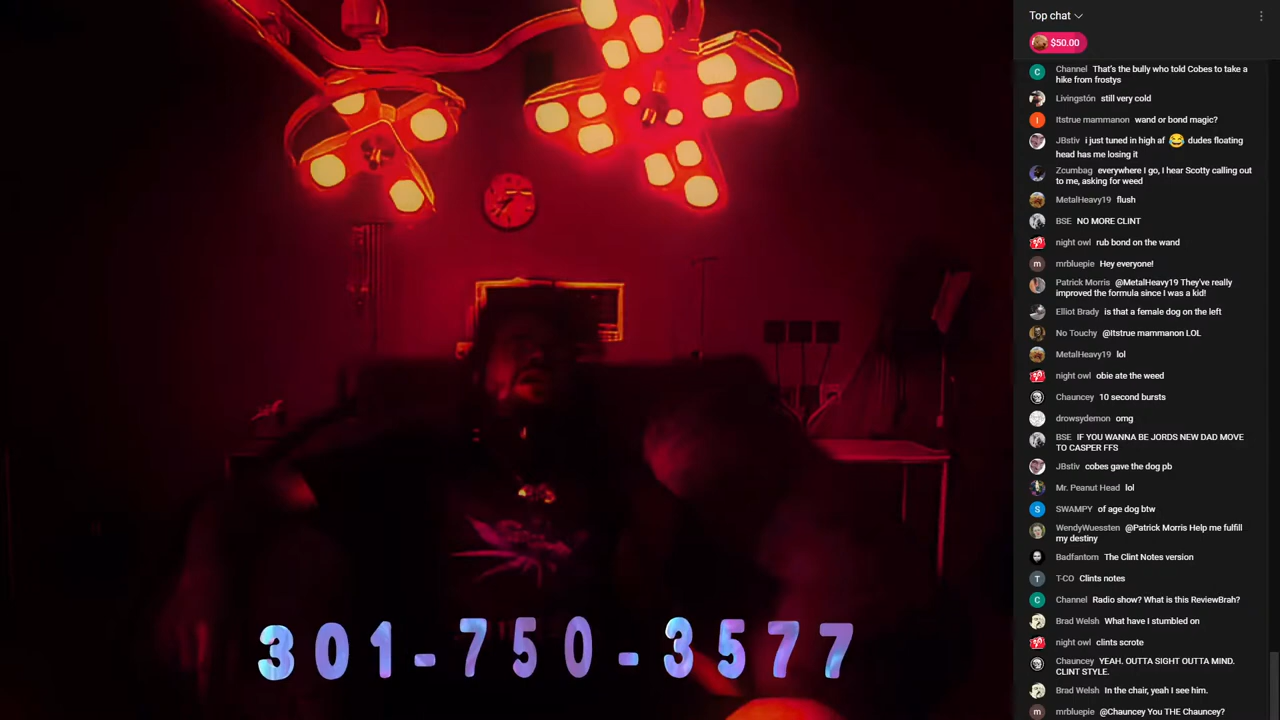 Top chat
$50.00
Channel That's the bully who told Cobes to take a
hike from frostys
Livingstón still very cold
Itstrue mammanon wand or bond magic?
JBstiv i just tuned in high af 😂 dudes floating
head has me losing it
Zcumbag everywhere I go, I hear Scotty calling out
to me, asking for weed
MetalHeavy19 flush
BSE NO MORE CLINT
night owl rub bond on the wand
mrbluepie Hey everyone!
Patrick Morris @MetalHeavy19 They've really
improved the formula since I was a kid!
Elliot Brady is that a female dog on the left
No Touchy @Itstrue mammanon LOL
MetalHeavy19 lol
night owl obie ate the weed
Chauncey 10 second bursts
drowsydemon omg
BSE IF YOU WANNA BE JORDS NEW DAD MOVE
TO CASPER FFS
JBstiv cobes gave the dog pb
Mr. Peanut Head lol
SWAMPY of age dog btw
WendyWuessten @Patrick Morris Help me fulfill
my destiny
Badfantom The Clint Notes version
T-CO Clints notes
Channel Radio show? What is this ReviewBrah?
Brad Welsh What have I stumbled on
night owl clints scrote
Chauncey YEAH. OUTTA SIGHT OUTTA MIND.
CLINT STYLE.
Brad Welsh In the chair, yeah I see him.
mrbluepie @Chauncey You THE Chauncey?
301-750-3577